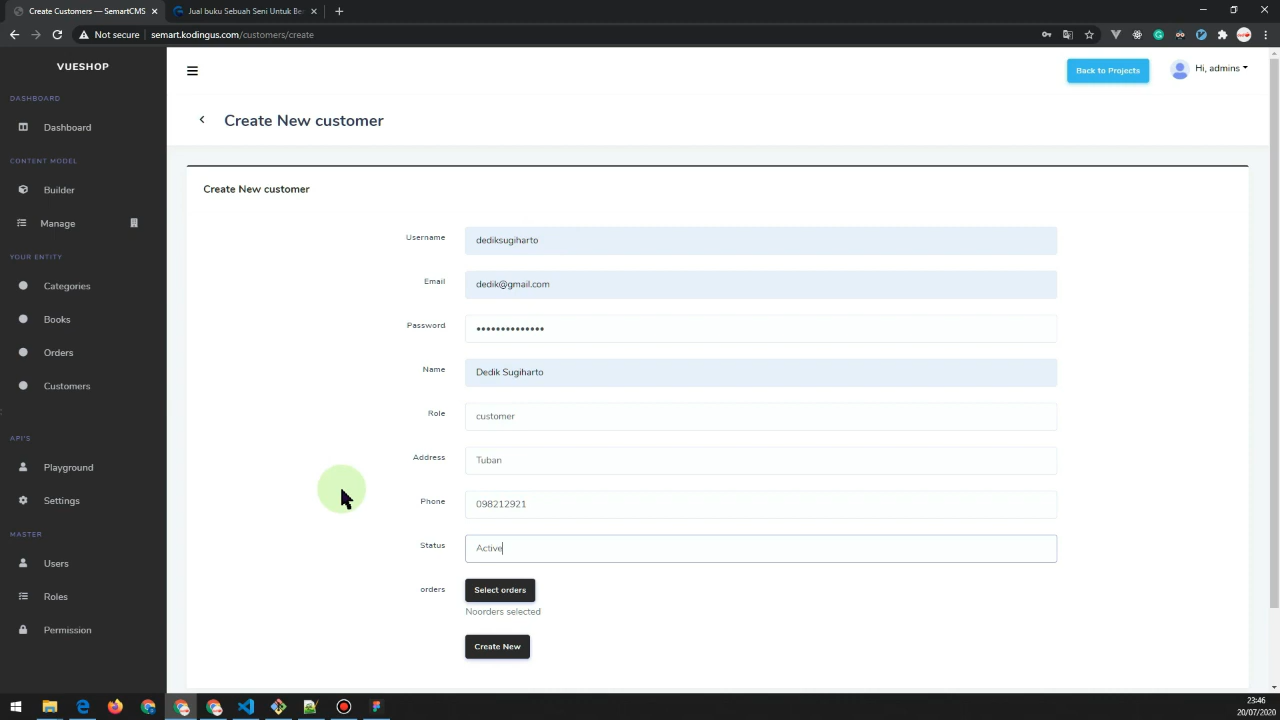 Create Customers — SemartCMS
Jual buku Sebuah Seni Untuk Be
Not secure | semart.kodingus.com/customers/create
VUESHOP
Back to Projects
Hi, admins
DASHBOARD
Dashboard
CONTENT MODEL
Builder
Manage
YOUR ENTITY
Categories
Books
Orders
Customers
API'S
Playground
Settings
MASTER
Users
Roles
Permission
Create New customer
Create New customer
Username
dediksugiharto
Email
dedik@gmail.com
Password
••••••••••••••
Name
Dedik Sugiharto
Role
customer
Address
Tuban
Phone
098212921
Status
Active
orders
Select orders
Noorders selected
Create New
23:46
20/07/2020